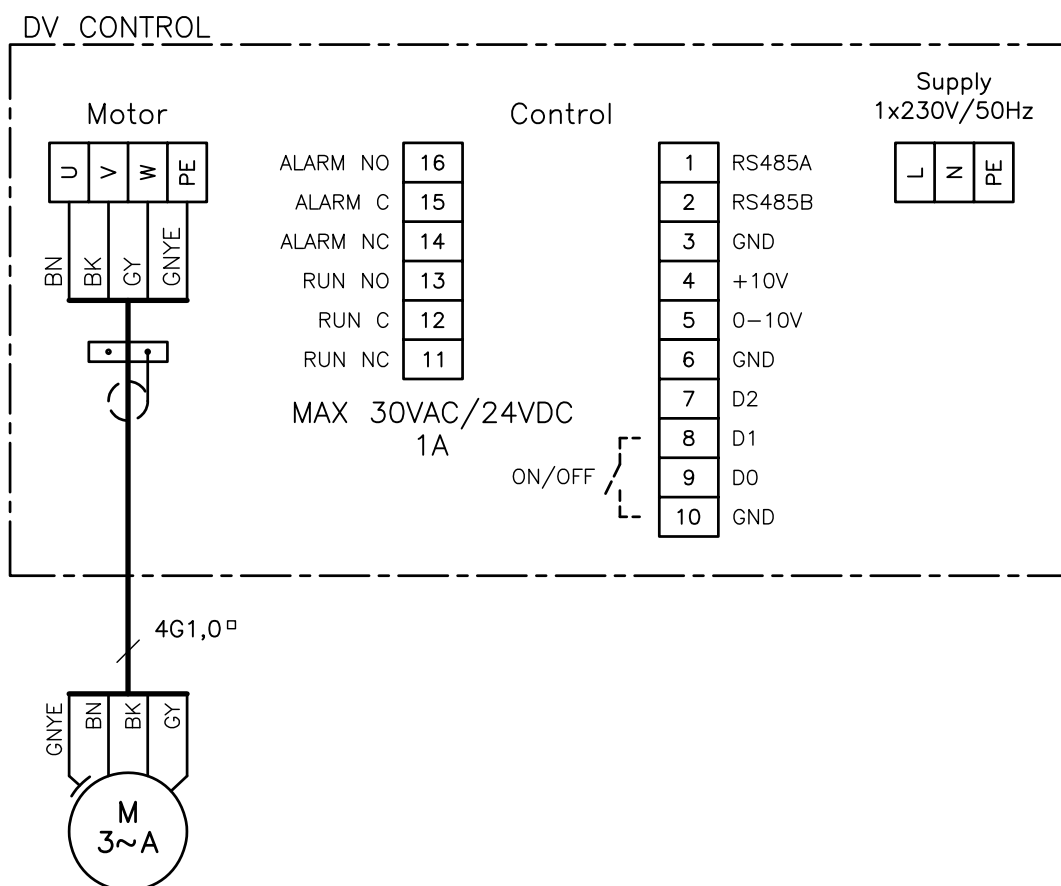 DV CONTROL
Motor
Control
Supply
1x230V/50Hz
U V W PE
L N PE
BN BK GY GNYE
ALARM NO 16
ALARM C 15
ALARM NC 14
RUN NO 13
RUN C 12
RUN NC 11
MAX 30VAC/24VDC
1A
1 RS485A
2 RS485B
3 GND
4 +10V
5 0-10V
6 GND
7 D2
8 D1
9 D0
10 GND
ON/OFF
4G1,0▫
GNYE BN BK GY
M
3~A